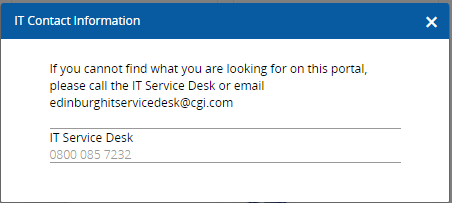 IT Contact Information
If you cannot find what you are looking for on this portal,
please call the IT Service Desk or email
edinburghitservicedesk@cgi.com
IT Service Desk
0800 085 7232